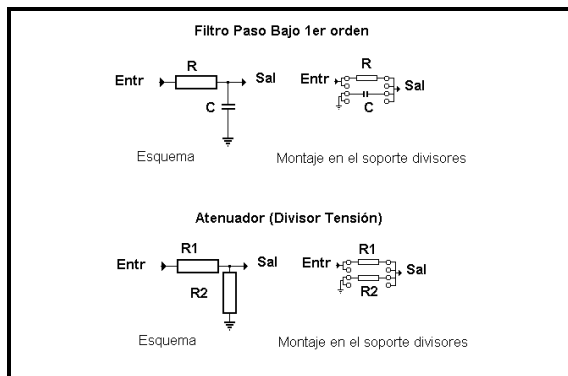 Filtro Paso Bajo 1er orden
R
Entr
Sal
C
R
Entr
Sal
C
Esquema
Montaje en el soporte divisores
Atenuador (Divisor Tensión)
R1
Entr
Sal
R2
R1
Entr
Sal
R2
Esquema
Montaje en el soporte divisores